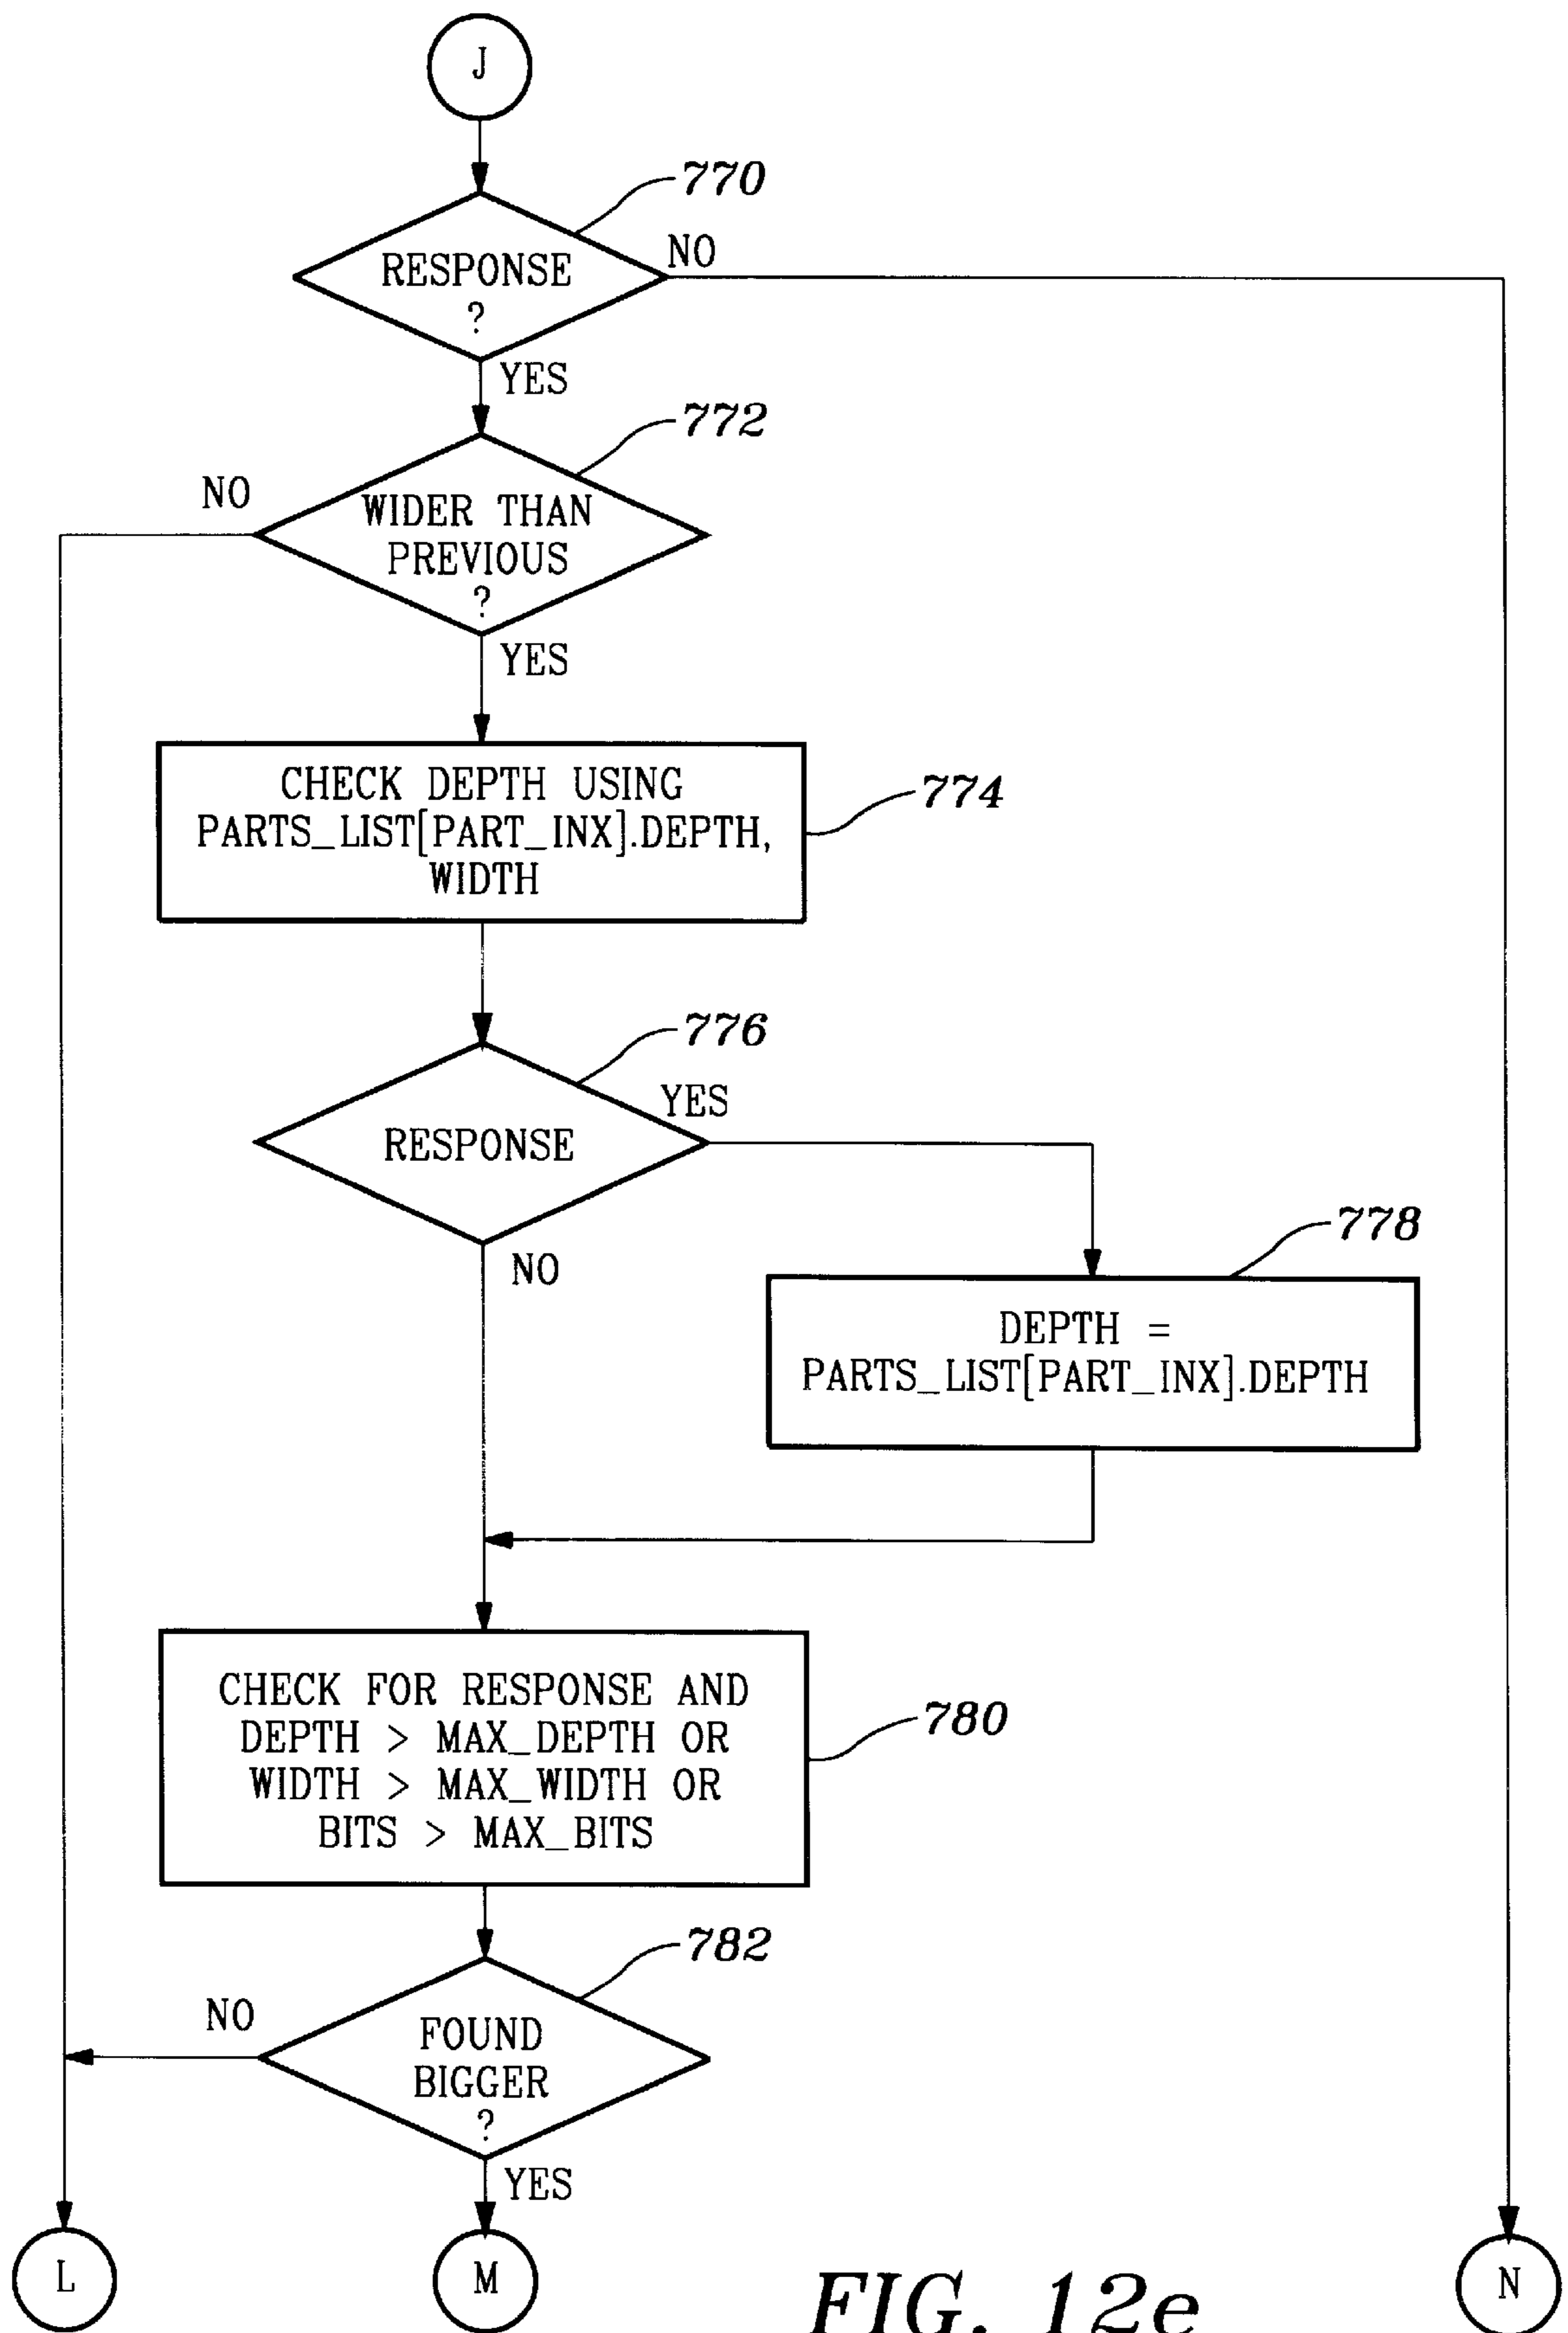 J
770
RESPONSE
?
NO
YES
772
NO
WIDER THAN
PREVIOUS
?
YES
CHECK DEPTH USING
PARTS_LIST[PART_INX].DEPTH,
WIDTH
774
776
YES
RESPONSE
NO
778
DEPTH =
PARTS_LIST[PART_INX].DEPTH
CHECK FOR RESPONSE AND
DEPTH > MAX_DEPTH OR
WIDTH > MAX_WIDTH OR
BITS > MAX_BITS
780
782
NO
FOUND
BIGGER
?
YES
L
M
N
FIG. 12e